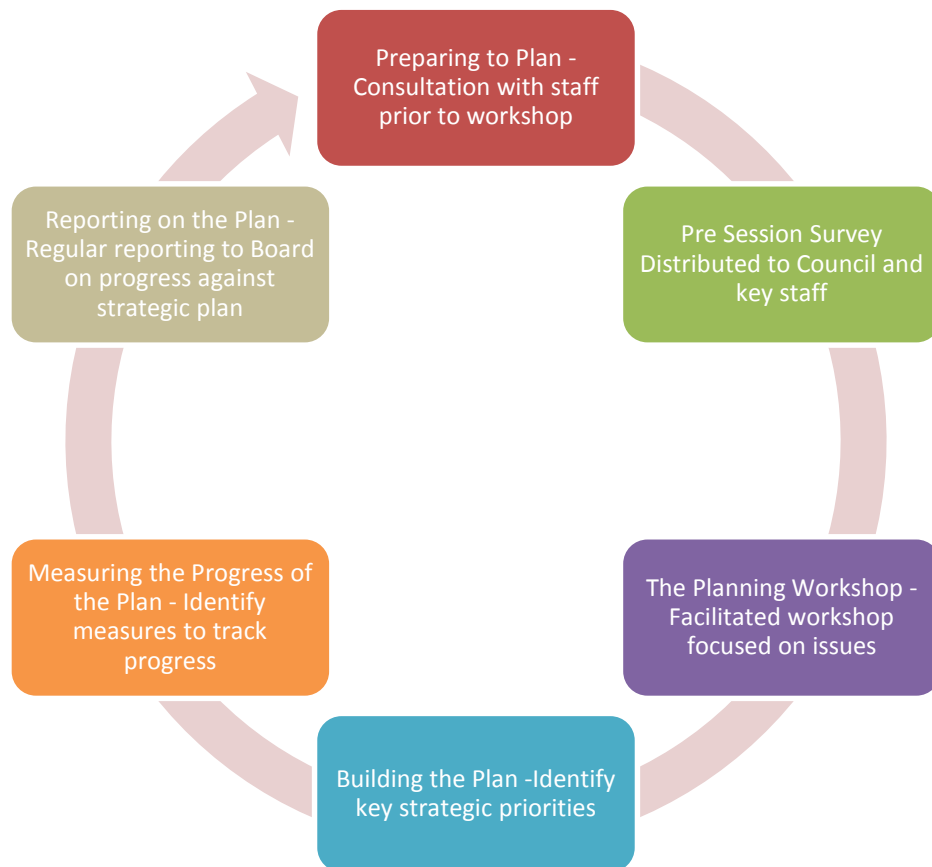 Preparing to Plan -
Consultation with staff
prior to workshop
Pre Session Survey
Distributed to Council and
key staff
The Planning Workshop -
Facilitated workshop
focused on issues
Building the Plan -Identify
key strategic priorities
Measuring the Progress of
the Plan - Identify
measures to track
progress
Reporting on the Plan -
Regular reporting to Board
on progress against
strategic plan